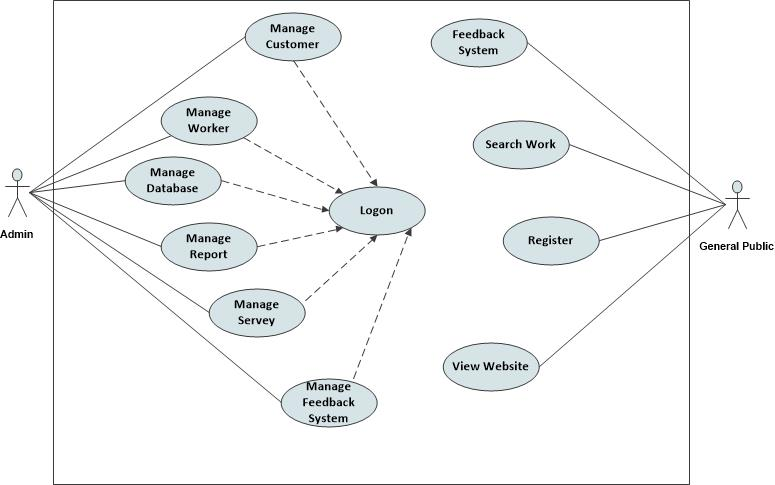 Manage
Customer
Feedback
System
Manage
Worker
Search Work
Manage
Database
Logon
Admin
Manage
Report
Register
General Public
Manage
Servey
View Website
Manage
Feedback
System